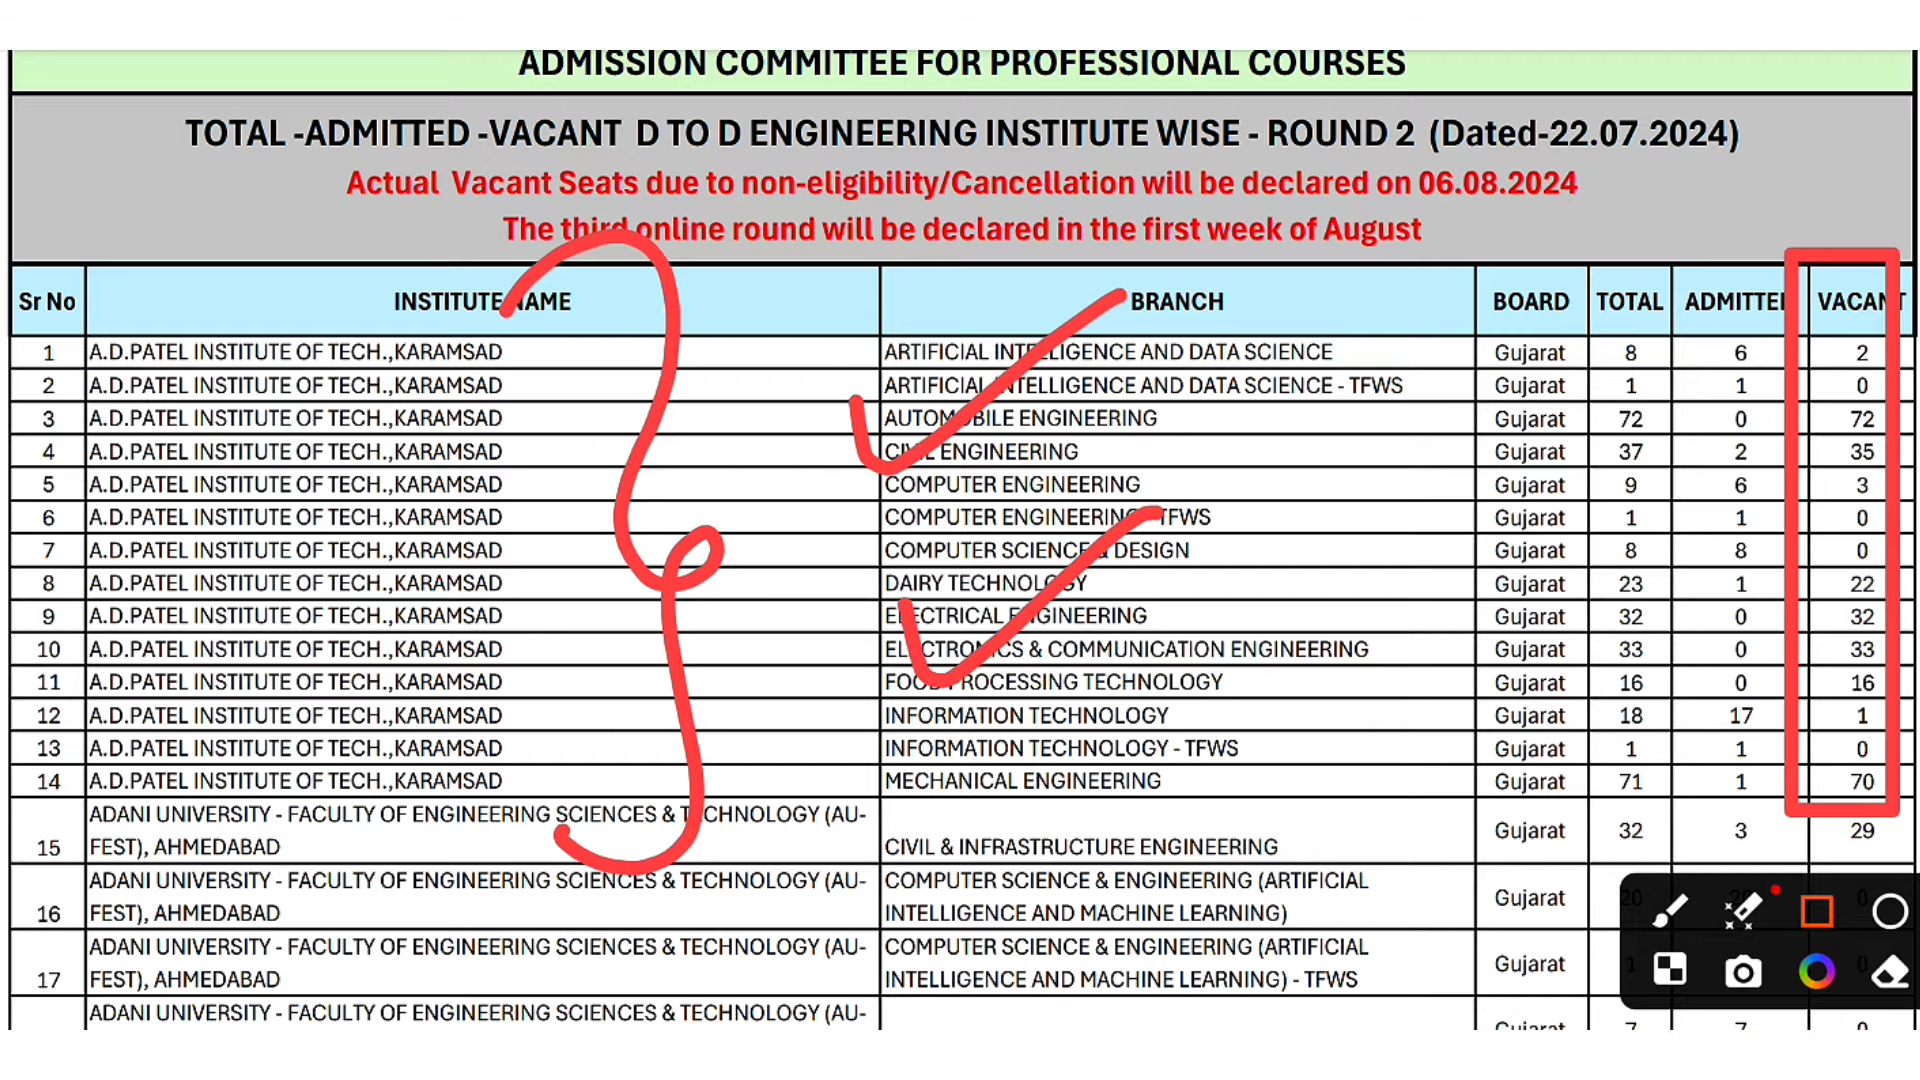 ADMISSION COMMITTEE FOR PROFESSIONAL COURSES
TOTAL -ADMITTED -VACANT D TO D ENGINEERING INSTITUTE WISE - ROUND 2 (Dated-22.07.2024)
Actual Vacant Seats due to non-eligibility/Cancellation will be declared on 06.08.2024
The third online round will be declared in the first week of August
Sr No INSTITUTE NAME BRANCH BOARD TOTAL ADMITTED VACANT
1 A.D.PATEL INSTITUTE OF TECH.,KARAMSAD ARTIFICIAL INTELLIGENCE AND DATA SCIENCE Gujarat 8 6 2
2 A.D.PATEL INSTITUTE OF TECH.,KARAMSAD ARTIFICIAL INTELLIGENCE AND DATA SCIENCE - TFWS Gujarat 1 1 0
3 A.D.PATEL INSTITUTE OF TECH.,KARAMSAD AUTOMOBILE ENGINEERING Gujarat 72 0 72
4 A.D.PATEL INSTITUTE OF TECH.,KARAMSAD CIVIL ENGINEERING Gujarat 37 2 35
5 A.D.PATEL INSTITUTE OF TECH.,KARAMSAD COMPUTER ENGINEERING Gujarat 9 6 3
6 A.D.PATEL INSTITUTE OF TECH.,KARAMSAD COMPUTER ENGINEERING - TFWS Gujarat 1 1 0
7 A.D.PATEL INSTITUTE OF TECH.,KARAMSAD COMPUTER SCIENCE & DESIGN Gujarat 8 8 0
8 A.D.PATEL INSTITUTE OF TECH.,KARAMSAD DAIRY TECHNOLOGY Gujarat 23 1 22
9 A.D.PATEL INSTITUTE OF TECH.,KARAMSAD ELECTRICAL ENGINEERING Gujarat 32 0 32
10 A.D.PATEL INSTITUTE OF TECH.,KARAMSAD ELECTRONICS & COMMUNICATION ENGINEERING Gujarat 33 0 33
11 A.D.PATEL INSTITUTE OF TECH.,KARAMSAD FOOD PROCESSING TECHNOLOGY Gujarat 16 0 16
12 A.D.PATEL INSTITUTE OF TECH.,KARAMSAD INFORMATION TECHNOLOGY Gujarat 18 17 1
13 A.D.PATEL INSTITUTE OF TECH.,KARAMSAD INFORMATION TECHNOLOGY - TFWS Gujarat 1 1 0
14 A.D.PATEL INSTITUTE OF TECH.,KARAMSAD MECHANICAL ENGINEERING Gujarat 71 1 70
ADANI UNIVERSITY - FACULTY OF ENGINEERING SCIENCES & TECHNOLOGY (AU-
15 FEST), AHMEDABAD CIVIL & INFRASTRUCTURE ENGINEERING Gujarat 32 3 29
ADANI UNIVERSITY - FACULTY OF ENGINEERING SCIENCES & TECHNOLOGY (AU- COMPUTER SCIENCE & ENGINEERING (ARTIFICIAL
16 FEST), AHMEDABAD INTELLIGENCE AND MACHINE LEARNING) Gujarat
ADANI UNIVERSITY - FACULTY OF ENGINEERING SCIENCES & TECHNOLOGY (AU- COMPUTER SCIENCE & ENGINEERING (ARTIFICIAL
17 FEST), AHMEDABAD INTELLIGENCE AND MACHINE LEARNING) - TFWS Gujarat
ADANI UNIVERSITY - FACULTY OF ENGINEERING SCIENCES & TECHNOLOGY (AU-
Gujarat 7 7 0